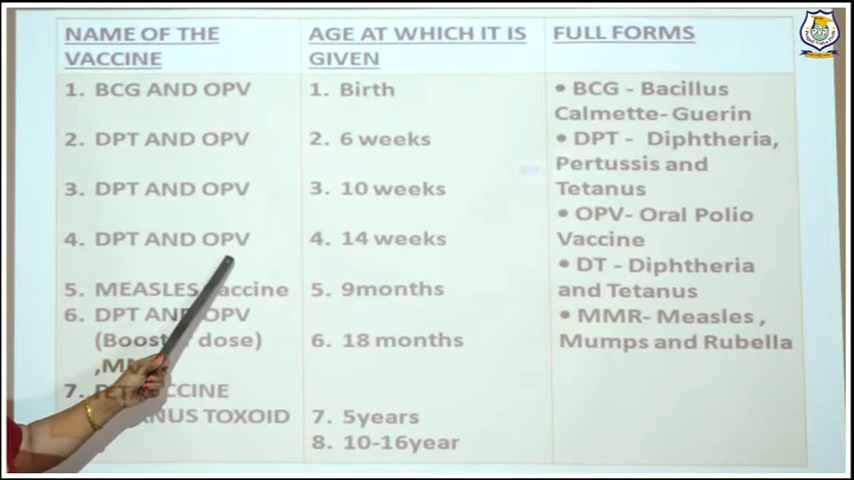 NAME OF THE
VACCINE
1. BCG AND OPV
2. DPT AND OPV
3. DPT AND OPV
4. DPT AND OPV
5. MEASLES
6. DPT AND OPV
dose)
7.
TOXOID
AGE AT WHICH IT IS
GIVEN
1. Birth
2. 6 weeks
3. 10 weeks
4. 14 weeks
5. 9months
6. 18 months
7. 5years
8. 10-16year
FULL FORMS
• BCG - Bacillus
Calmette- Guerin
• DPT - Diphtheria,
Pertussis and
Tetanus
• OPV- Oral Polio
Vaccine
• DT - Diphtheria
and Tetanus
• MMR- Measles ,
Mumps and Rubella